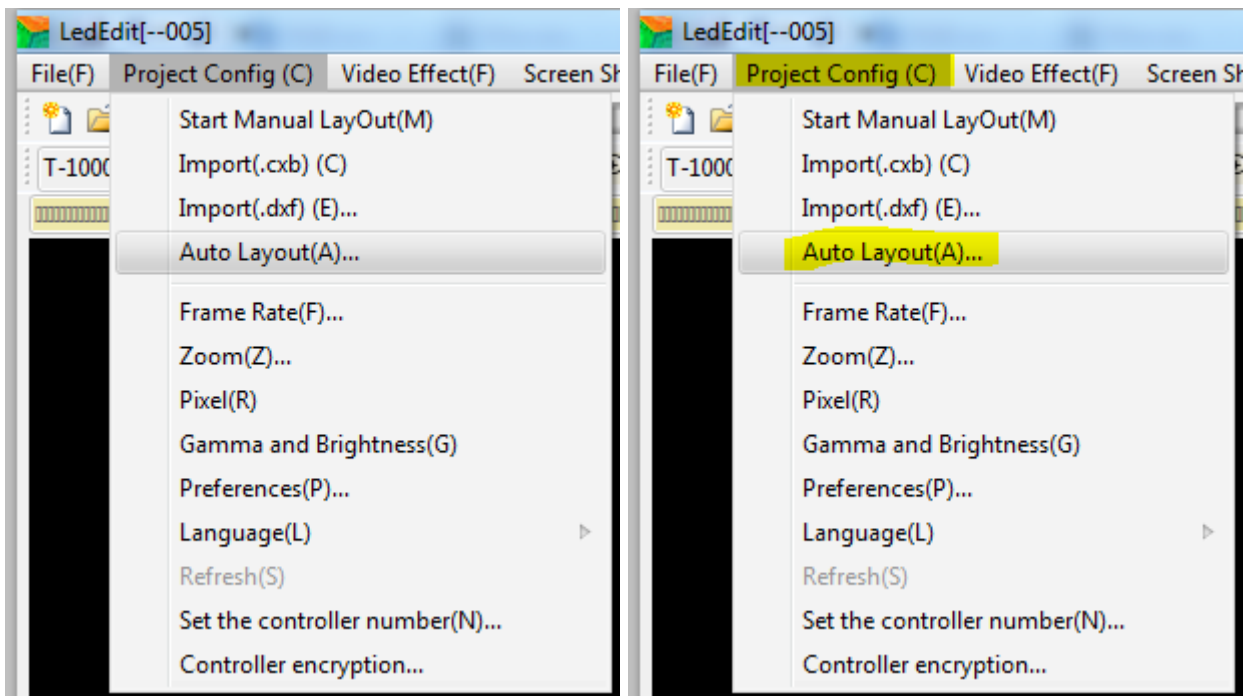 LedEdit[--005]
File(F) Project Config (C) Video Effect(F) Screen
Start Manual LayOut(M)
T-1000
Import(.cxb) (C)
Import(.dxf) (E)...
Auto Layout(A)...
Frame Rate(F)...
Zoom(Z)...
Pixel(R)
Gamma and Brightness(G)
Preferences(P)...
Language(L)
Refresh(S)
Set the controller number(N)...
Controller encryption...
LedEdit[--005]
File(F) Project Config (C) Video Effect(F) Screen
Start Manual LayOut(M)
T-1000
Import(.cxb) (C)
Import(.dxf) (E)...
Auto Layout(A)...
Frame Rate(F)...
Zoom(Z)...
Pixel(R)
Gamma and Brightness(G)
Preferences(P)...
Language(L)
Refresh(S)
Set the controller number(N)...
Controller encryption...